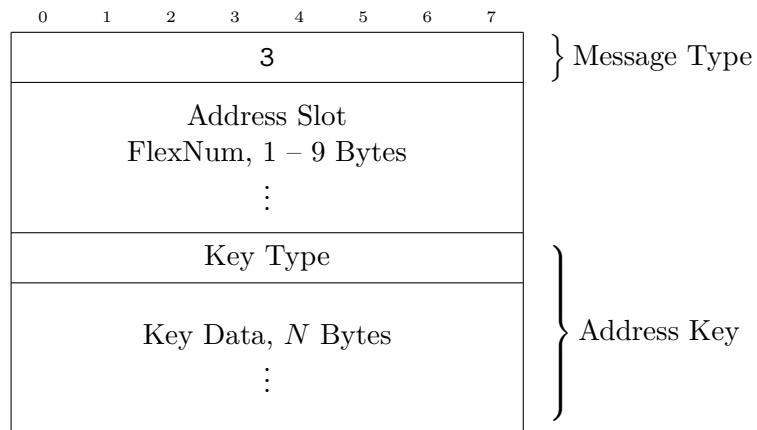 0 1 2 3 4 5 6 7
3
Message Type
Address Slot
FlexNum, 1 – 9 Bytes
⋮
Key Type
Key Data, N Bytes
⋮
Address Key